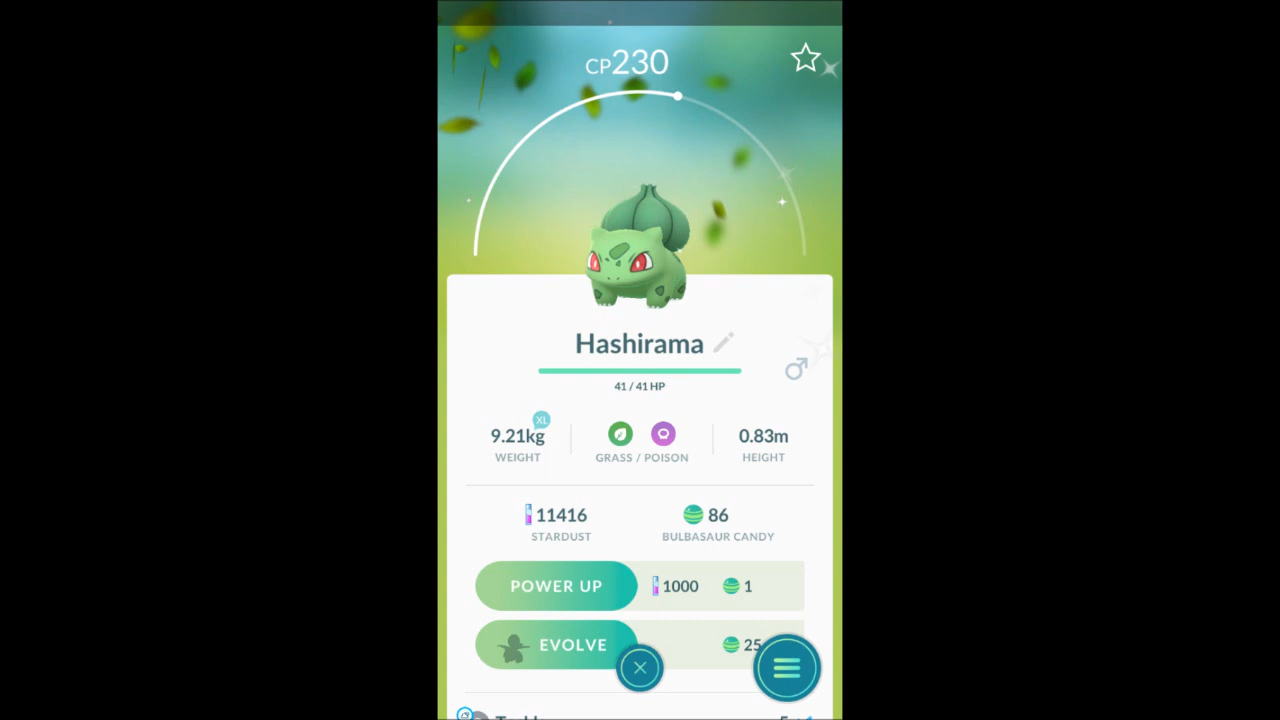 CP230
Hashirama
41 / 41 HP
XL
9.21kg
WEIGHT
GRASS / POISON
0.83m
HEIGHT
11416
STARDUST
86
BULBASAUR CANDY
POWER UP 1000 1
EVOLVE 25